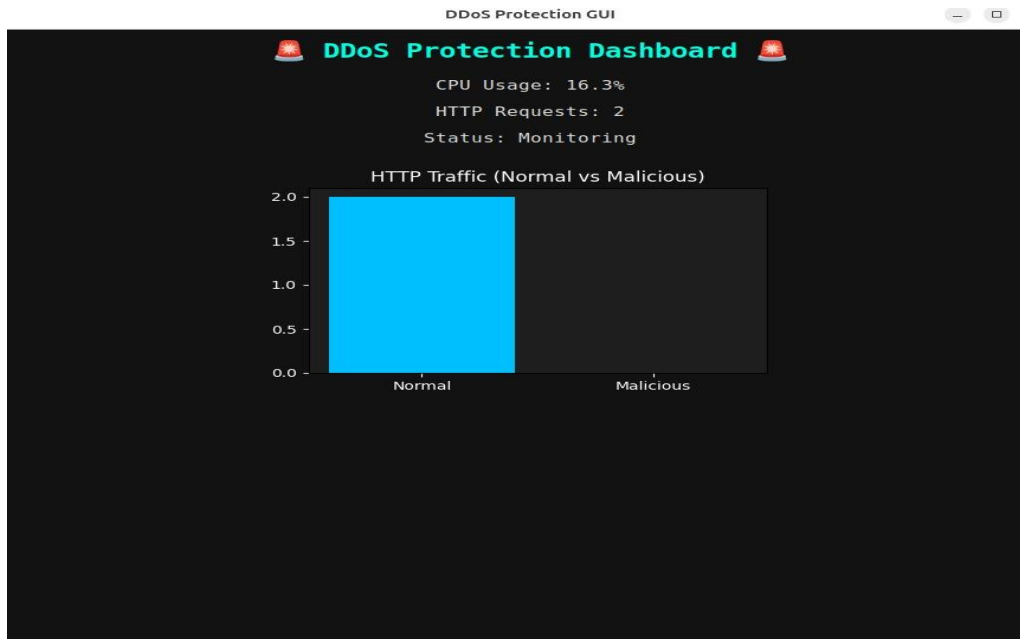 DDoS Protection GUI
🚨 DDoS Protection Dashboard 🚨
CPU Usage: 16.3%
HTTP Requests: 2
Status: Monitoring
HTTP Traffic (Normal vs Malicious)
2.0
1.5
1.0
0.5
0.0
Normal Malicious